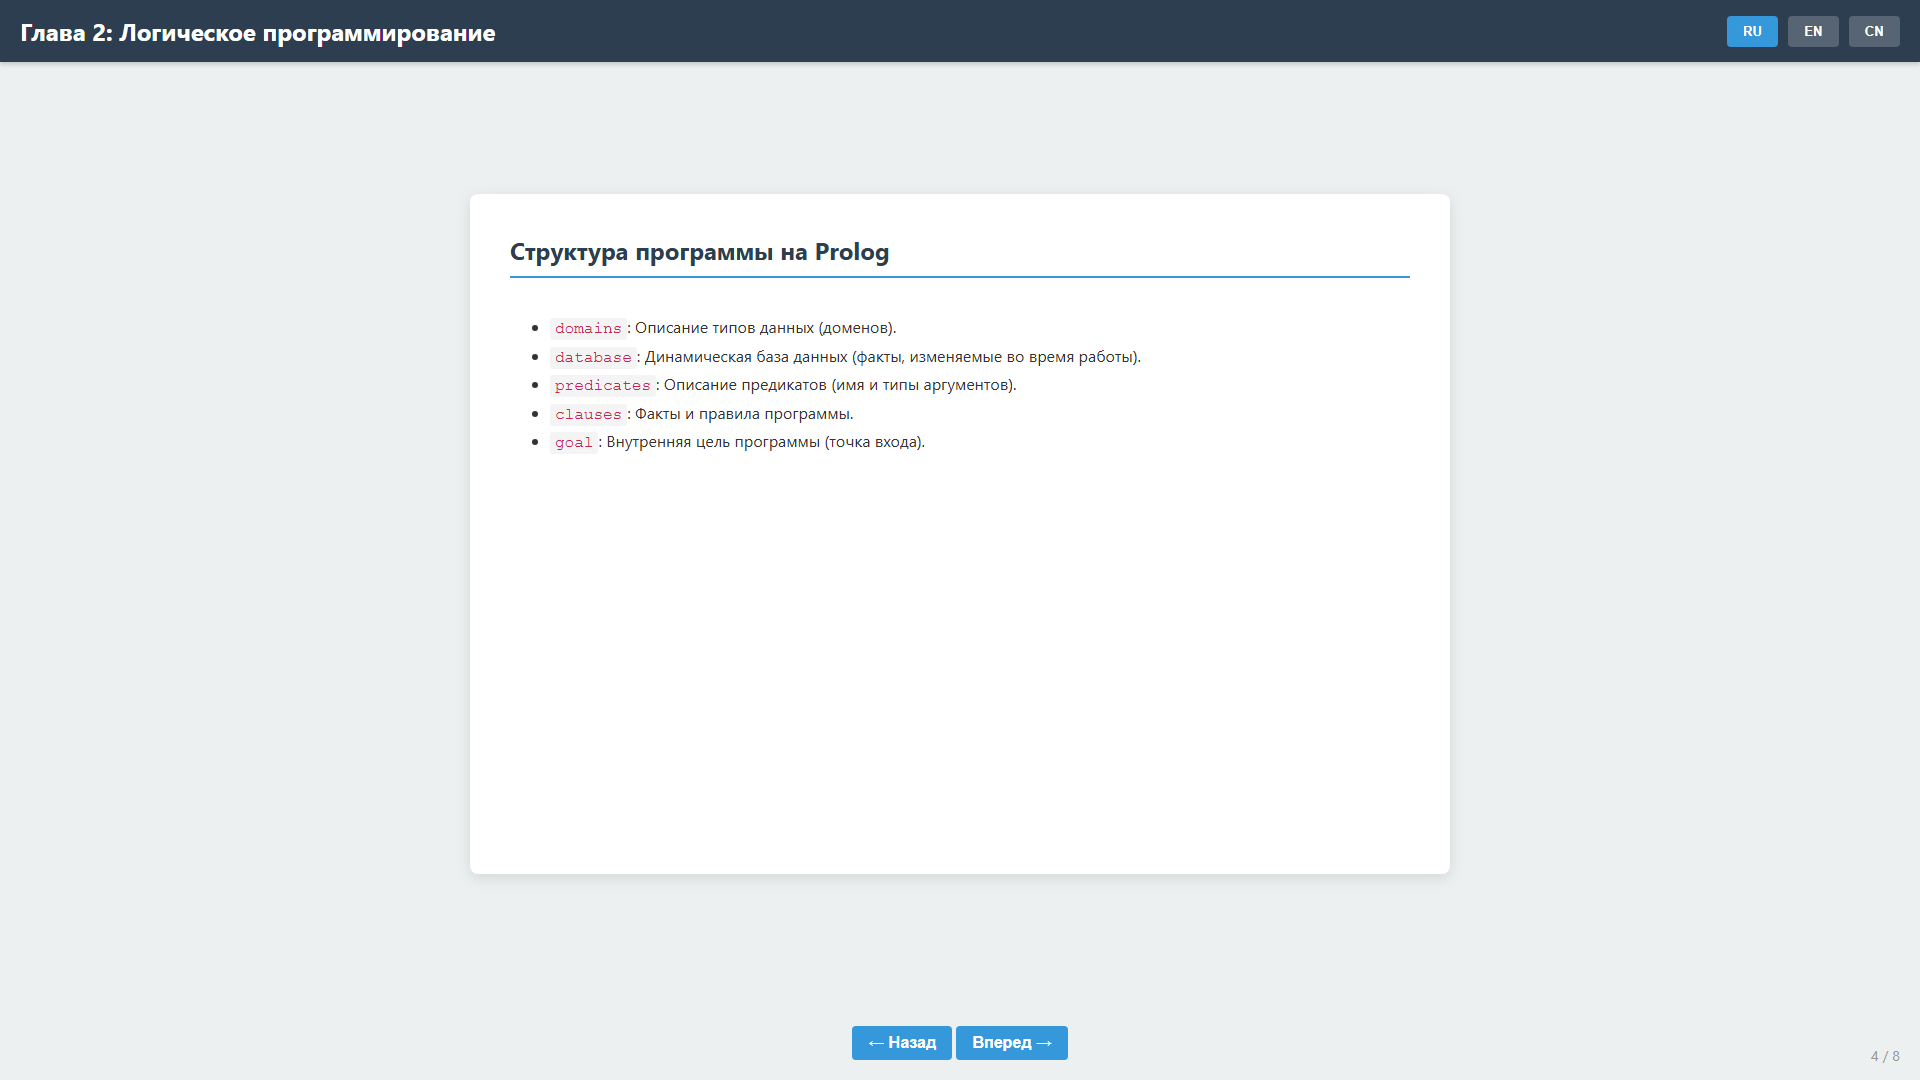 Глава 2: Логическое программирование
RU EN CN
Структура программы на Prolog
domains: Описание типов данных (доменов).
database: Динамическая база данных (факты, изменяемые во время работы).
predicates: Описание предикатов (имя и типы аргументов).
clauses: Факты и правила программы.
goal: Внутренняя цель программы (точка входа).
← Назад Вперед →
4 / 8